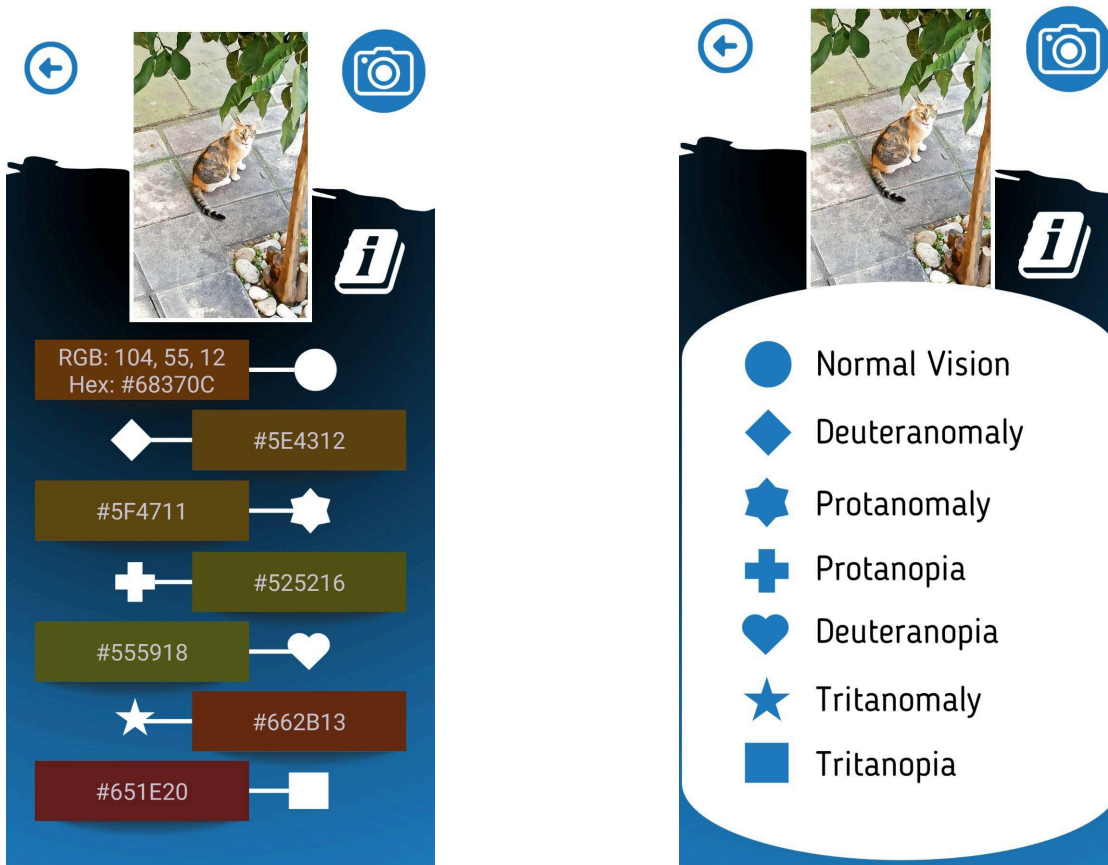 RGB: 104, 55, 12
Hex: #68370C
#5E4312
#5F4711
#525216
#555918
#662B13
#651E20
i
i
Normal Vision
Deuteranomaly
Protanomaly
Protanopia
Deuteranopia
Tritanomaly
Tritanopia